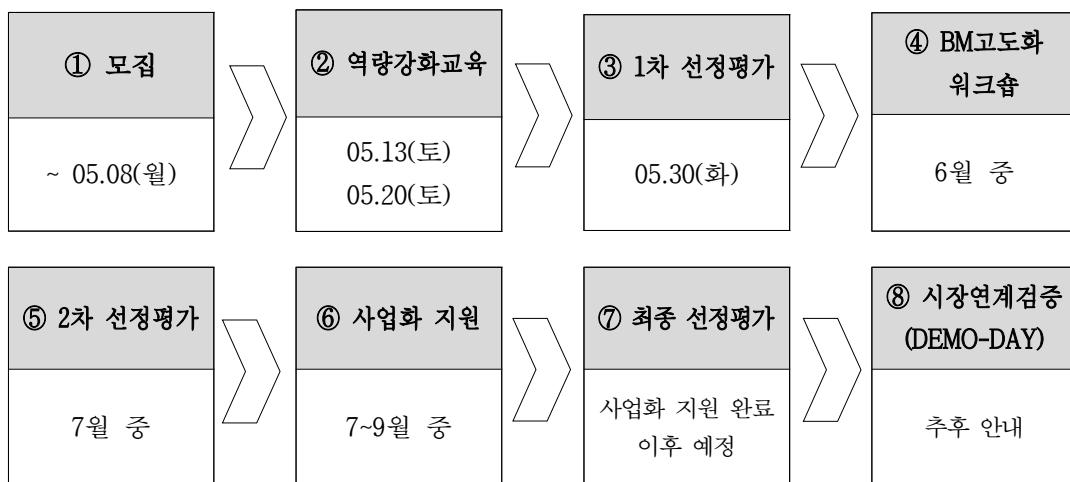 ① 모집
~ 05.08(월)
② 역량강화교육
05.13(토)
05.20(토)
③ 1차 선정평가
05.30(화)
④ BM고도화
워크숍
6월 중
⑤ 2차 선정평가
7월 중
⑥ 사업화 지원
7~9월 중
⑦ 최종 선정평가
사업화 지원 완료
이후 예정
⑧ 시장연계검증
(DEMO-DAY)
추후 안내